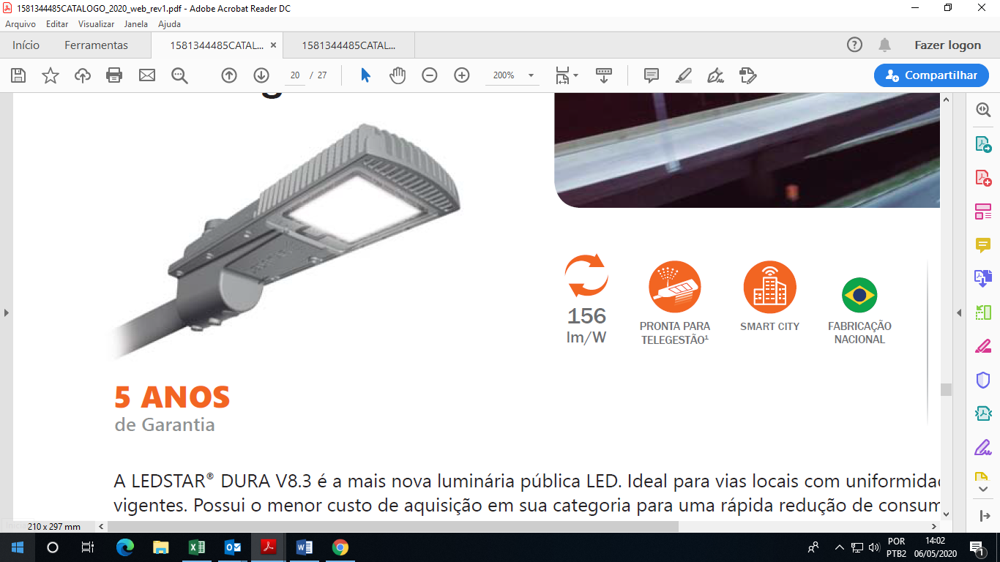 1581344485CATALOGO_2020_web_rev1.pdf - Adobe Acrobat Reader DC
Arquivo Editar Visualizar Janela Ajuda
Início Ferramentas 1581344485CATAL... 1581344485CATAL... Fazer logon
20 / 27 200% Compartilhar
156
lm/W
PRONTA PARA
TELEGESTÃO¹
SMART CITY
FABRICAÇÃO
NACIONAL
5 ANOS
de Garantia
A LEDSTAR® DURA V8.3 é a mais nova luminária pública LED. Ideal para vias locais com uniformida
vigentes. Possui o menor custo de aquisição em sua categoria para uma rápida redução de consum
210 x 297 mm
POR 14:02
PTB2 06/05/2020 1